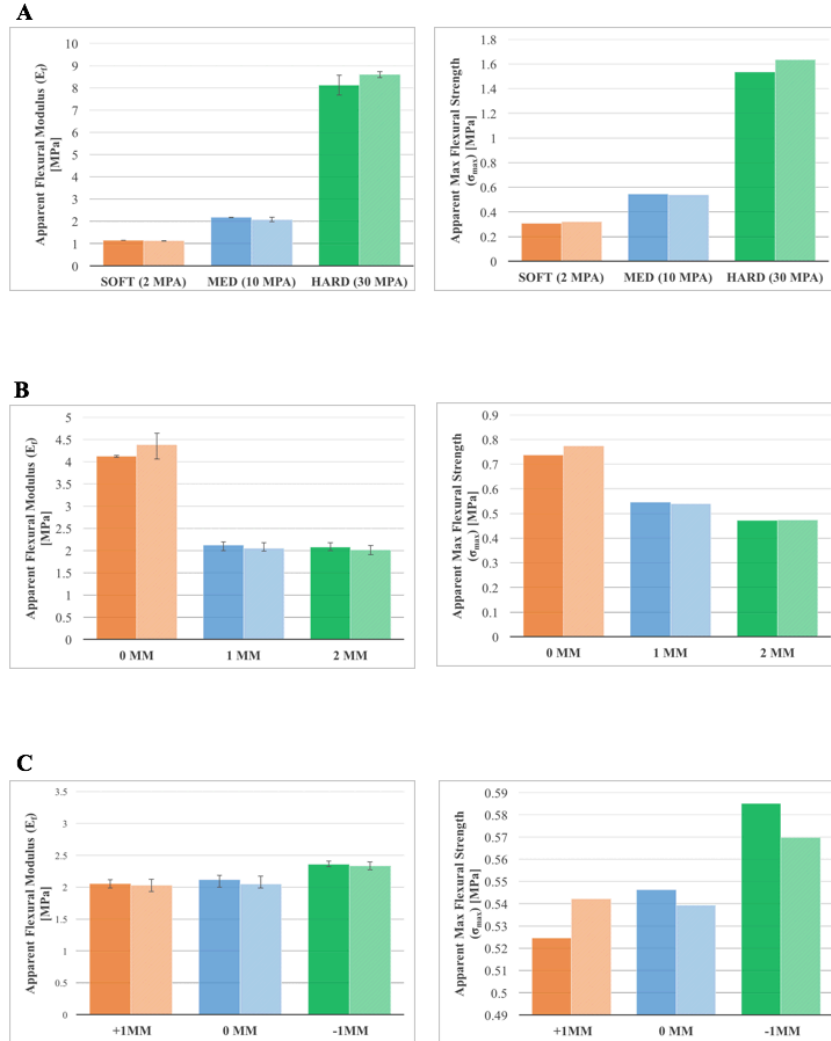 A
Apparent Flexural Modulus (Ef)
[MPa]
10
9
8
7
6
5
4
3
2
1
0
SOFT (2 MPA) MED (10 MPA) HARD (30 MPA)
Apparent Max Flexural Strength
(σmax) [MPa]
1.8
1.6
1.4
1.2
1
0.8
0.6
0.4
0.2
0
SOFT (2 MPA) MED (10 MPA) HARD (30 MPA)
B
Apparent Flexural Modulus (Ef)
[MPa]
5
4.5
4
3.5
3
2.5
2
1.5
1
0.5
0
0 MM 1 MM 2 MM
Apparent Max Flexural Strength
(σmax) [MPa]
0.9
0.8
0.7
0.6
0.5
0.4
0.3
0.2
0.1
0
0 MM 1 MM 2 MM
C
Apparent Flexural Modulus (Ef)
[MPa]
3.5
3
2.5
2
1.5
1
0.5
0
+1MM 0 MM -1MM
Apparent Max Flexural Strength
(σmax) [MPa]
0.59
0.58
0.57
0.56
0.55
0.54
0.53
0.52
0.51
0.5
0.49
+1MM 0 MM -1MM